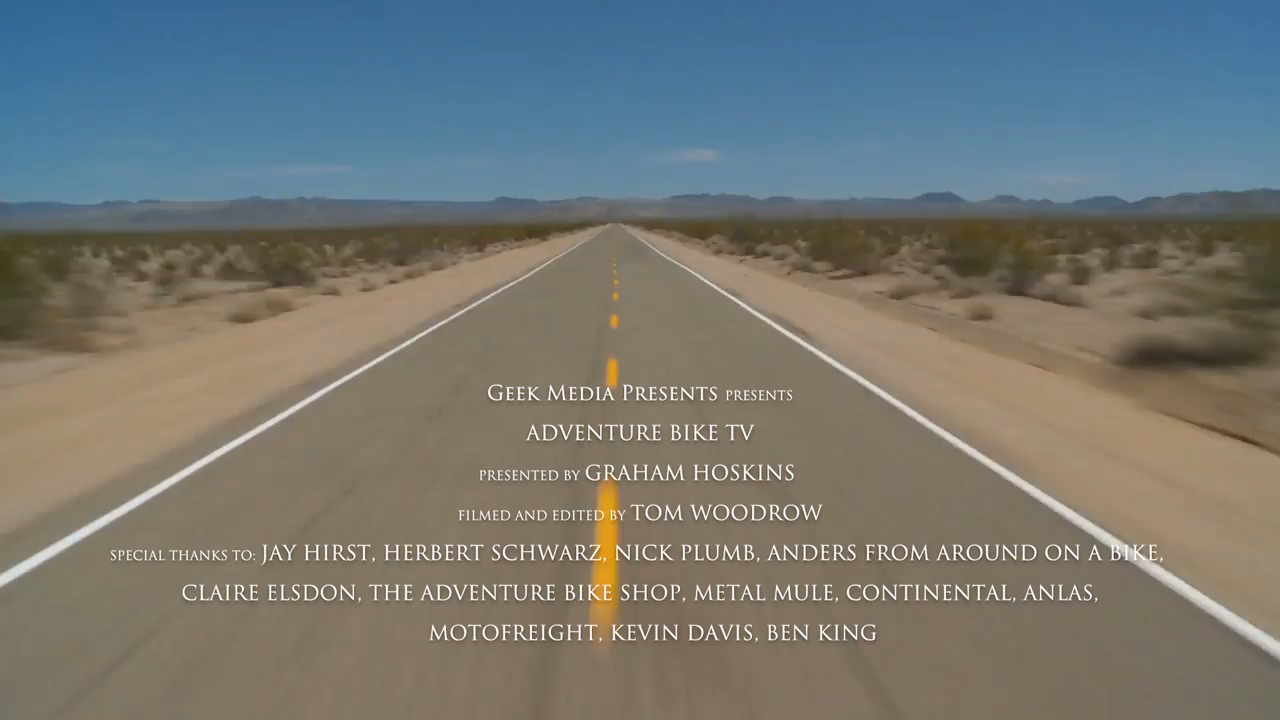 Geek Media Presents presents
ADVENTURE BIKE TV
PRESENTED BY GRAHAM HOSKINS
FILMED AND EDITED BY TOM WOODROW
SPECIAL THANKS TO: JAY HIRST, HERBERT SCHWARZ, NICK PLUMB, ANDERS FROM AROUND ON A BIKE,
CLAIRE ELSDON, THE ADVENTURE BIKE SHOP, METAL MULE, CONTINENTAL, ANLAS,
MOTOFREIGHT, KEVIN DAVIS, BEN KING